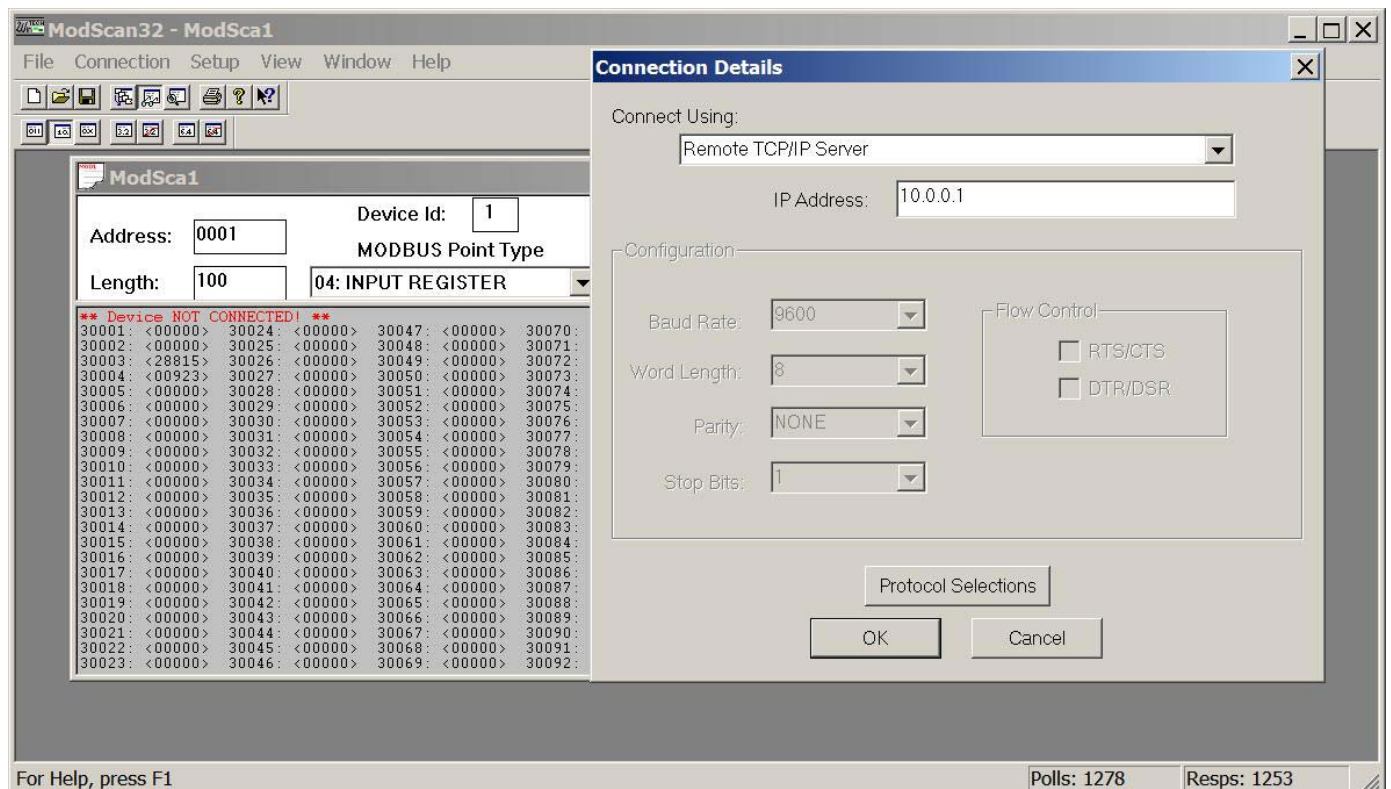 ModScan32 - ModSca1
File Connection Setup View Window Help
ModSca1
Address: 0001
Device Id: 1
MODBUS Point Type
Length: 100
04: INPUT REGISTER
** Device NOT CONNECTED! **
30001: <00000> 30024: <00000> 30047: <00000> 30070:
30002: <00000> 30025: <00000> 30048: <00000> 30071:
30003: <28815> 30026: <00000> 30049: <00000> 30072:
30004: <00923> 30027: <00000> 30050: <00000> 30073:
30005: <00000> 30028: <00000> 30051: <00000> 30074:
30006: <00000> 30029: <00000> 30052: <00000> 30075:
30007: <00000> 30030: <00000> 30053: <00000> 30076:
30008: <00000> 30031: <00000> 30054: <00000> 30077:
30009: <00000> 30032: <00000> 30055: <00000> 30078:
30010: <00000> 30033: <00000> 30056: <00000> 30079:
30011: <00000> 30034: <00000> 30057: <00000> 30080:
30012: <00000> 30035: <00000> 30058: <00000> 30081:
30013: <00000> 30036: <00000> 30059: <00000> 30082:
30014: <00000> 30037: <00000> 30060: <00000> 30083:
30015: <00000> 30038: <00000> 30061: <00000> 30084:
30016: <00000> 30039: <00000> 30062: <00000> 30085:
30017: <00000> 30040: <00000> 30063: <00000> 30086:
30018: <00000> 30041: <00000> 30064: <00000> 30087:
30019: <00000> 30042: <00000> 30065: <00000> 30088:
30020: <00000> 30043: <00000> 30066: <00000> 30089:
30021: <00000> 30044: <00000> 30067: <00000> 30090:
30022: <00000> 30045: <00000> 30068: <00000> 30091:
30023: <00000> 30046: <00000> 30069: <00000> 30092:
Connection Details
Connect Using:
Remote TCP/IP Server
IP Address: 10.0.0.1
Configuration
Baud Rate: 9600
Word Length: 8
Parity: NONE
Stop Bits: 1
Flow Control
RTS/CTS
DTR/DSR
Protocol Selections
OK Cancel
For Help, press F1
Polls: 1278 Resps: 1253